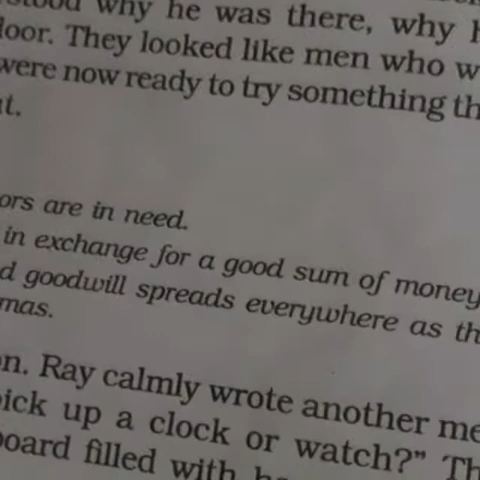 why he was there, why
loor. They looked like men who w
were now ready to try something th
t.
ors are in need.
in exchange for a good sum of money
d goodwill spreads everywhere as th
mas.
n. Ray calmly wrote another me
ick up a clock or watch?" Th
board filled with